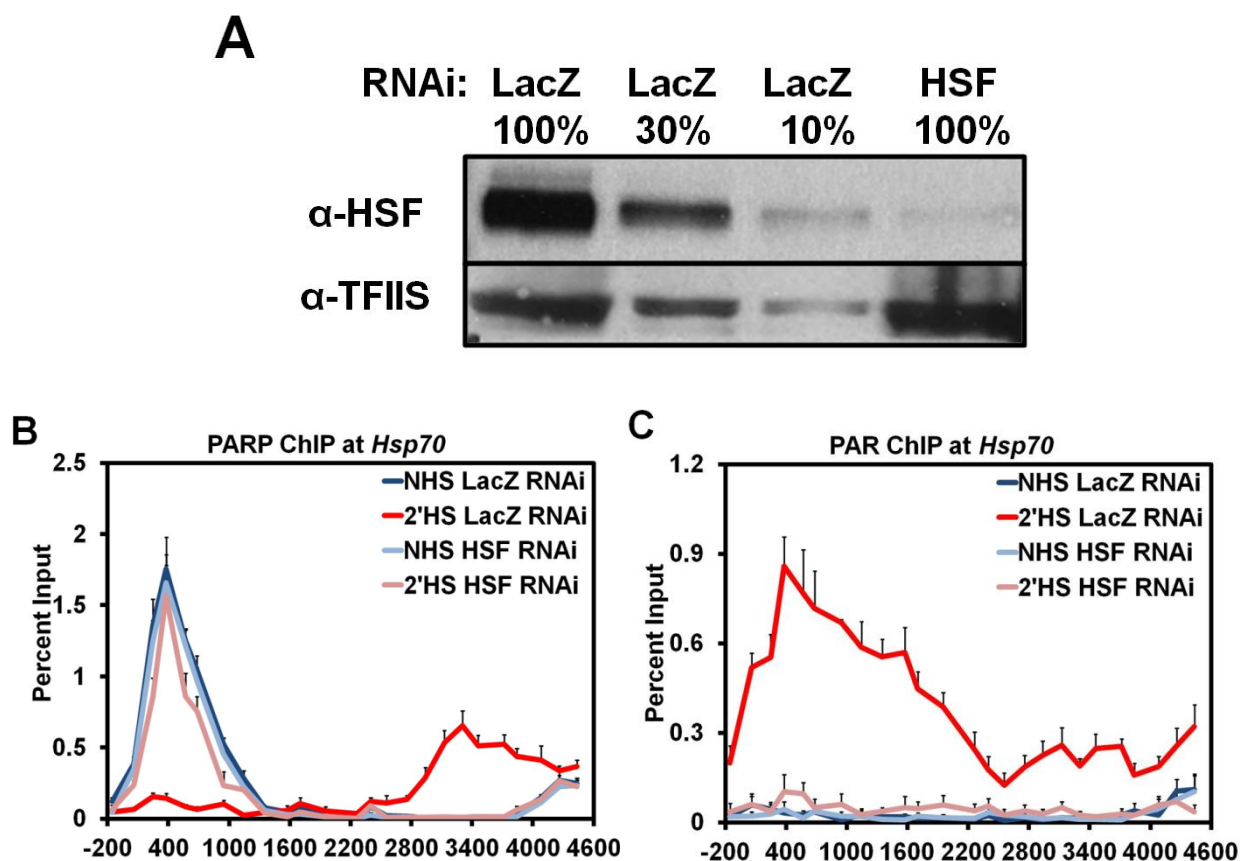 A
RNAi: LacZ LacZ LacZ HSF
100% 30% 10% 100%
α-HSF
α-TFIIS
B
PARP ChIP at Hsp70
Percent Input
2.5
2
1.5
1
0.5
0
NHS LacZ RNAi
2'HS LacZ RNAi
NHS HSF RNAi
2'HS HSF RNAi
-200 400 1000 1600 2200 2800 3400 4000 4600
C
PAR ChIP at Hsp70
Percent Input
1.2
0.9
0.6
0.3
0
NHS LacZ RNAi
2'HS LacZ RNAi
NHS HSF RNAi
2'HS HSF RNAi
-200 400 1000 1600 2200 2800 3400 4000 4600